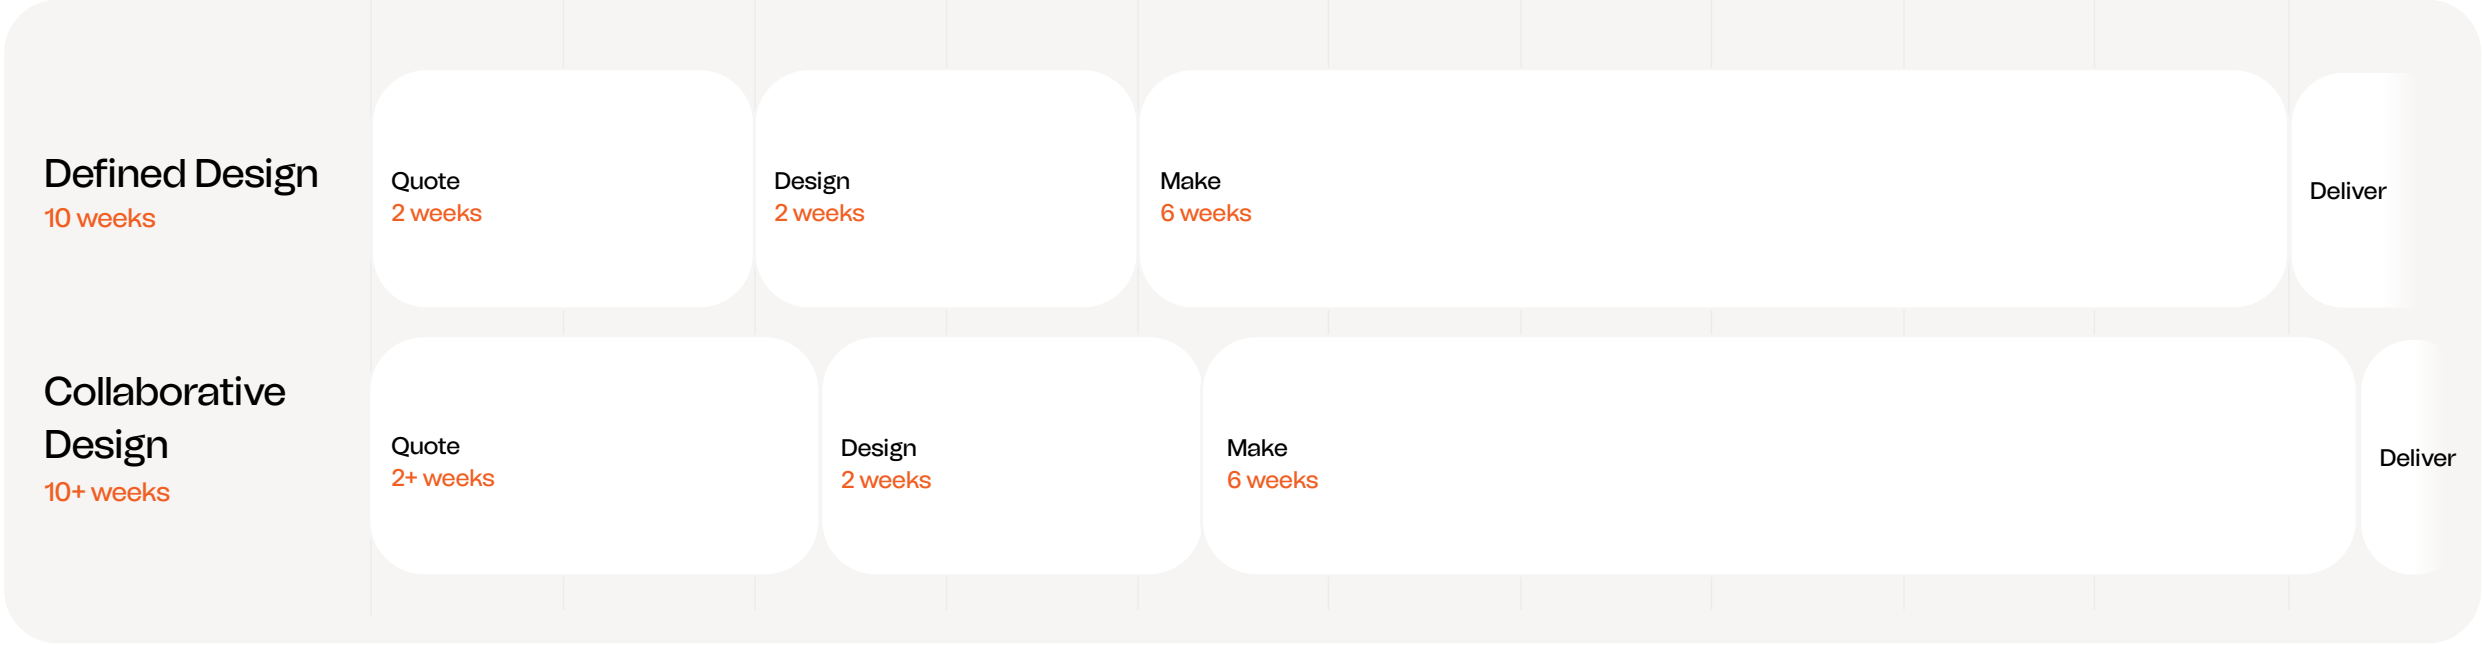 Defined Design
10 weeks
Quote
2 weeks
Design
2 weeks
Make
6 weeks
Deliver
Collaborative
Design
10+ weeks
Quote
2+ weeks
Design
2 weeks
Make
6 weeks
Deliver